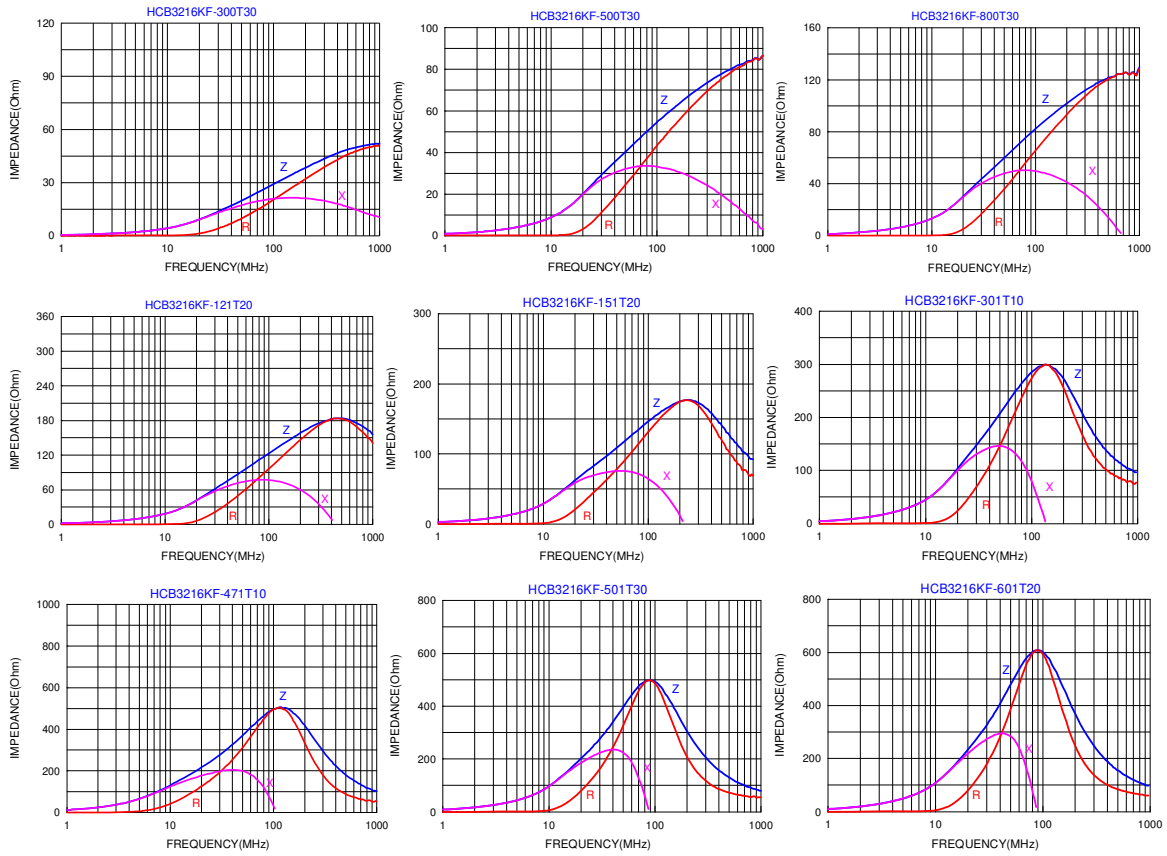 HCB3216KF-300T30
IMPEDANCE(Ohm)
120
90
60
30
0
Z
X
R
1
10
100
1000
FREQUENCY(MHz)
HCB3216KF-500T30
IMPEDANCE(Ohm)
100
80
60
40
20
0
Z
X
R
1
10
100
1000
FREQUENCY(MHz)
HCB3216KF-800T30
IMPEDANCE(Ohm)
160
120
80
40
0
Z
X
R
1
10
100
1000
FREQUENCY(MHz)
HCB3216KF-121T20
IMPEDANCE(Ohm)
360
300
240
180
120
60
0
Z
X
R
1
10
100
1000
FREQUENCY(MHz)
HCB3216KF-151T20
IMPEDANCE(Ohm)
300
200
100
0
Z
X
R
1
10
100
1000
FREQUENCY(MHz)
HCB3216KF-301T10
IMPEDANCE(Ohm)
400
300
200
100
0
Z
X
R
1
10
100
1000
FREQUENCY(MHz)
HCB3216KF-471T10
IMPEDANCE(Ohm)
1000
800
600
400
200
0
Z
X
R
1
10
100
1000
FREQUENCY(MHz)
HCB3216KF-501T30
IMPEDANCE(Ohm)
800
600
400
200
0
Z
X
R
1
10
100
1000
FREQUENCY(MHz)
HCB3216KF-601T20
IMPEDANCE(Ohm)
800
600
400
200
0
Z
X
R
1
10
100
1000
FREQUENCY(MHz)